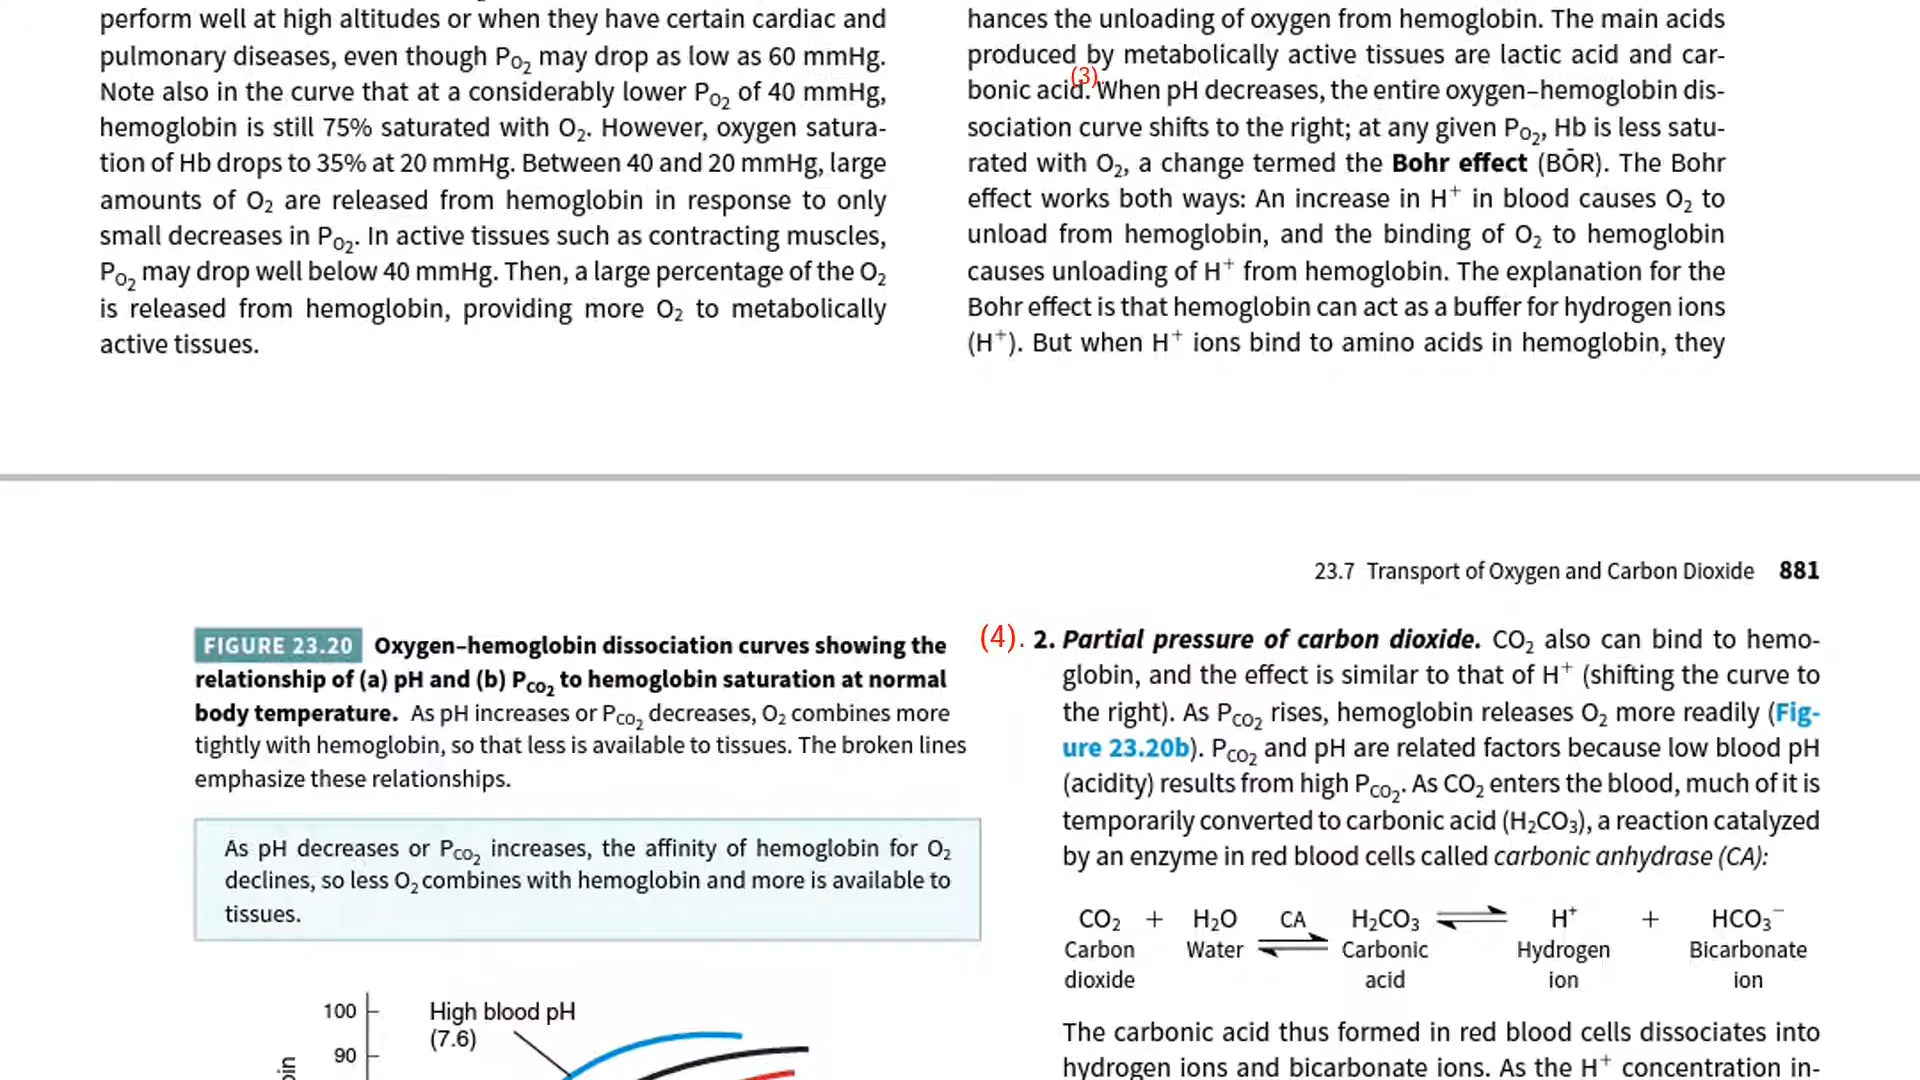 perform well at high altitudes or when they have certain cardiac and
pulmonary diseases, even though PO₂ may drop as low as 60 mmHg.
Note also in the curve that at a considerably lower PO₂ of 40 mmHg,
hemoglobin is still 75% saturated with O₂. However, oxygen satura-
tion of Hb drops to 35% at 20 mmHg. Between 40 and 20 mmHg, large
amounts of O₂ are released from hemoglobin in response to only
small decreases in PO₂. In active tissues such as contracting muscles,
PO₂ may drop well below 40 mmHg. Then, a large percentage of the O₂
is released from hemoglobin, providing more O₂ to metabolically
active tissues.
hances the unloading of oxygen from hemoglobin. The main acids
produced by metabolically active tissues are lactic acid and car-
(3)
bonic acid. When pH decreases, the entire oxygen–hemoglobin dis-
sociation curve shifts to the right; at any given PO₂, Hb is less satu-
rated with O₂, a change termed the Bohr effect (BŌR). The Bohr
effect works both ways: An increase in H⁺ in blood causes O₂ to
unload from hemoglobin, and the binding of O₂ to hemoglobin
causes unloading of H⁺ from hemoglobin. The explanation for the
Bohr effect is that hemoglobin can act as a buffer for hydrogen ions
(H⁺). But when H⁺ ions bind to amino acids in hemoglobin, they
23.7 Transport of Oxygen and Carbon Dioxide 881
FIGURE 23.20 Oxygen–hemoglobin dissociation curves showing the
relationship of (a) pH and (b) PCO₂ to hemoglobin saturation at normal
body temperature. As pH increases or PCO₂ decreases, O₂ combines more
tightly with hemoglobin, so that less is available to tissues. The broken lines
emphasize these relationships.
As pH decreases or PCO₂ increases, the affinity of hemoglobin for O₂
declines, so less O₂ combines with hemoglobin and more is available to
tissues.
100
90
High blood pH
(7.6)
(4). 2. Partial pressure of carbon dioxide. CO₂ also can bind to hemo-
globin, and the effect is similar to that of H⁺ (shifting the curve to
the right). As PCO₂ rises, hemoglobin releases O₂ more readily (Fig-
ure 23.20b). PCO₂ and pH are related factors because low blood pH
(acidity) results from high PCO₂. As CO₂ enters the blood, much of it is
temporarily converted to carbonic acid (H₂CO₃), a reaction catalyzed
by an enzyme in red blood cells called carbonic anhydrase (CA):
CO₂ + H₂O CA ⇌ H₂CO₃ ⇌ H⁺ + HCO₃⁻
Carbon Water Carbonic Hydrogen Bicarbonate
dioxide acid ion ion
The carbonic acid thus formed in red blood cells dissociates into
hydrogen ions and bicarbonate ions. As the H⁺ concentration in-